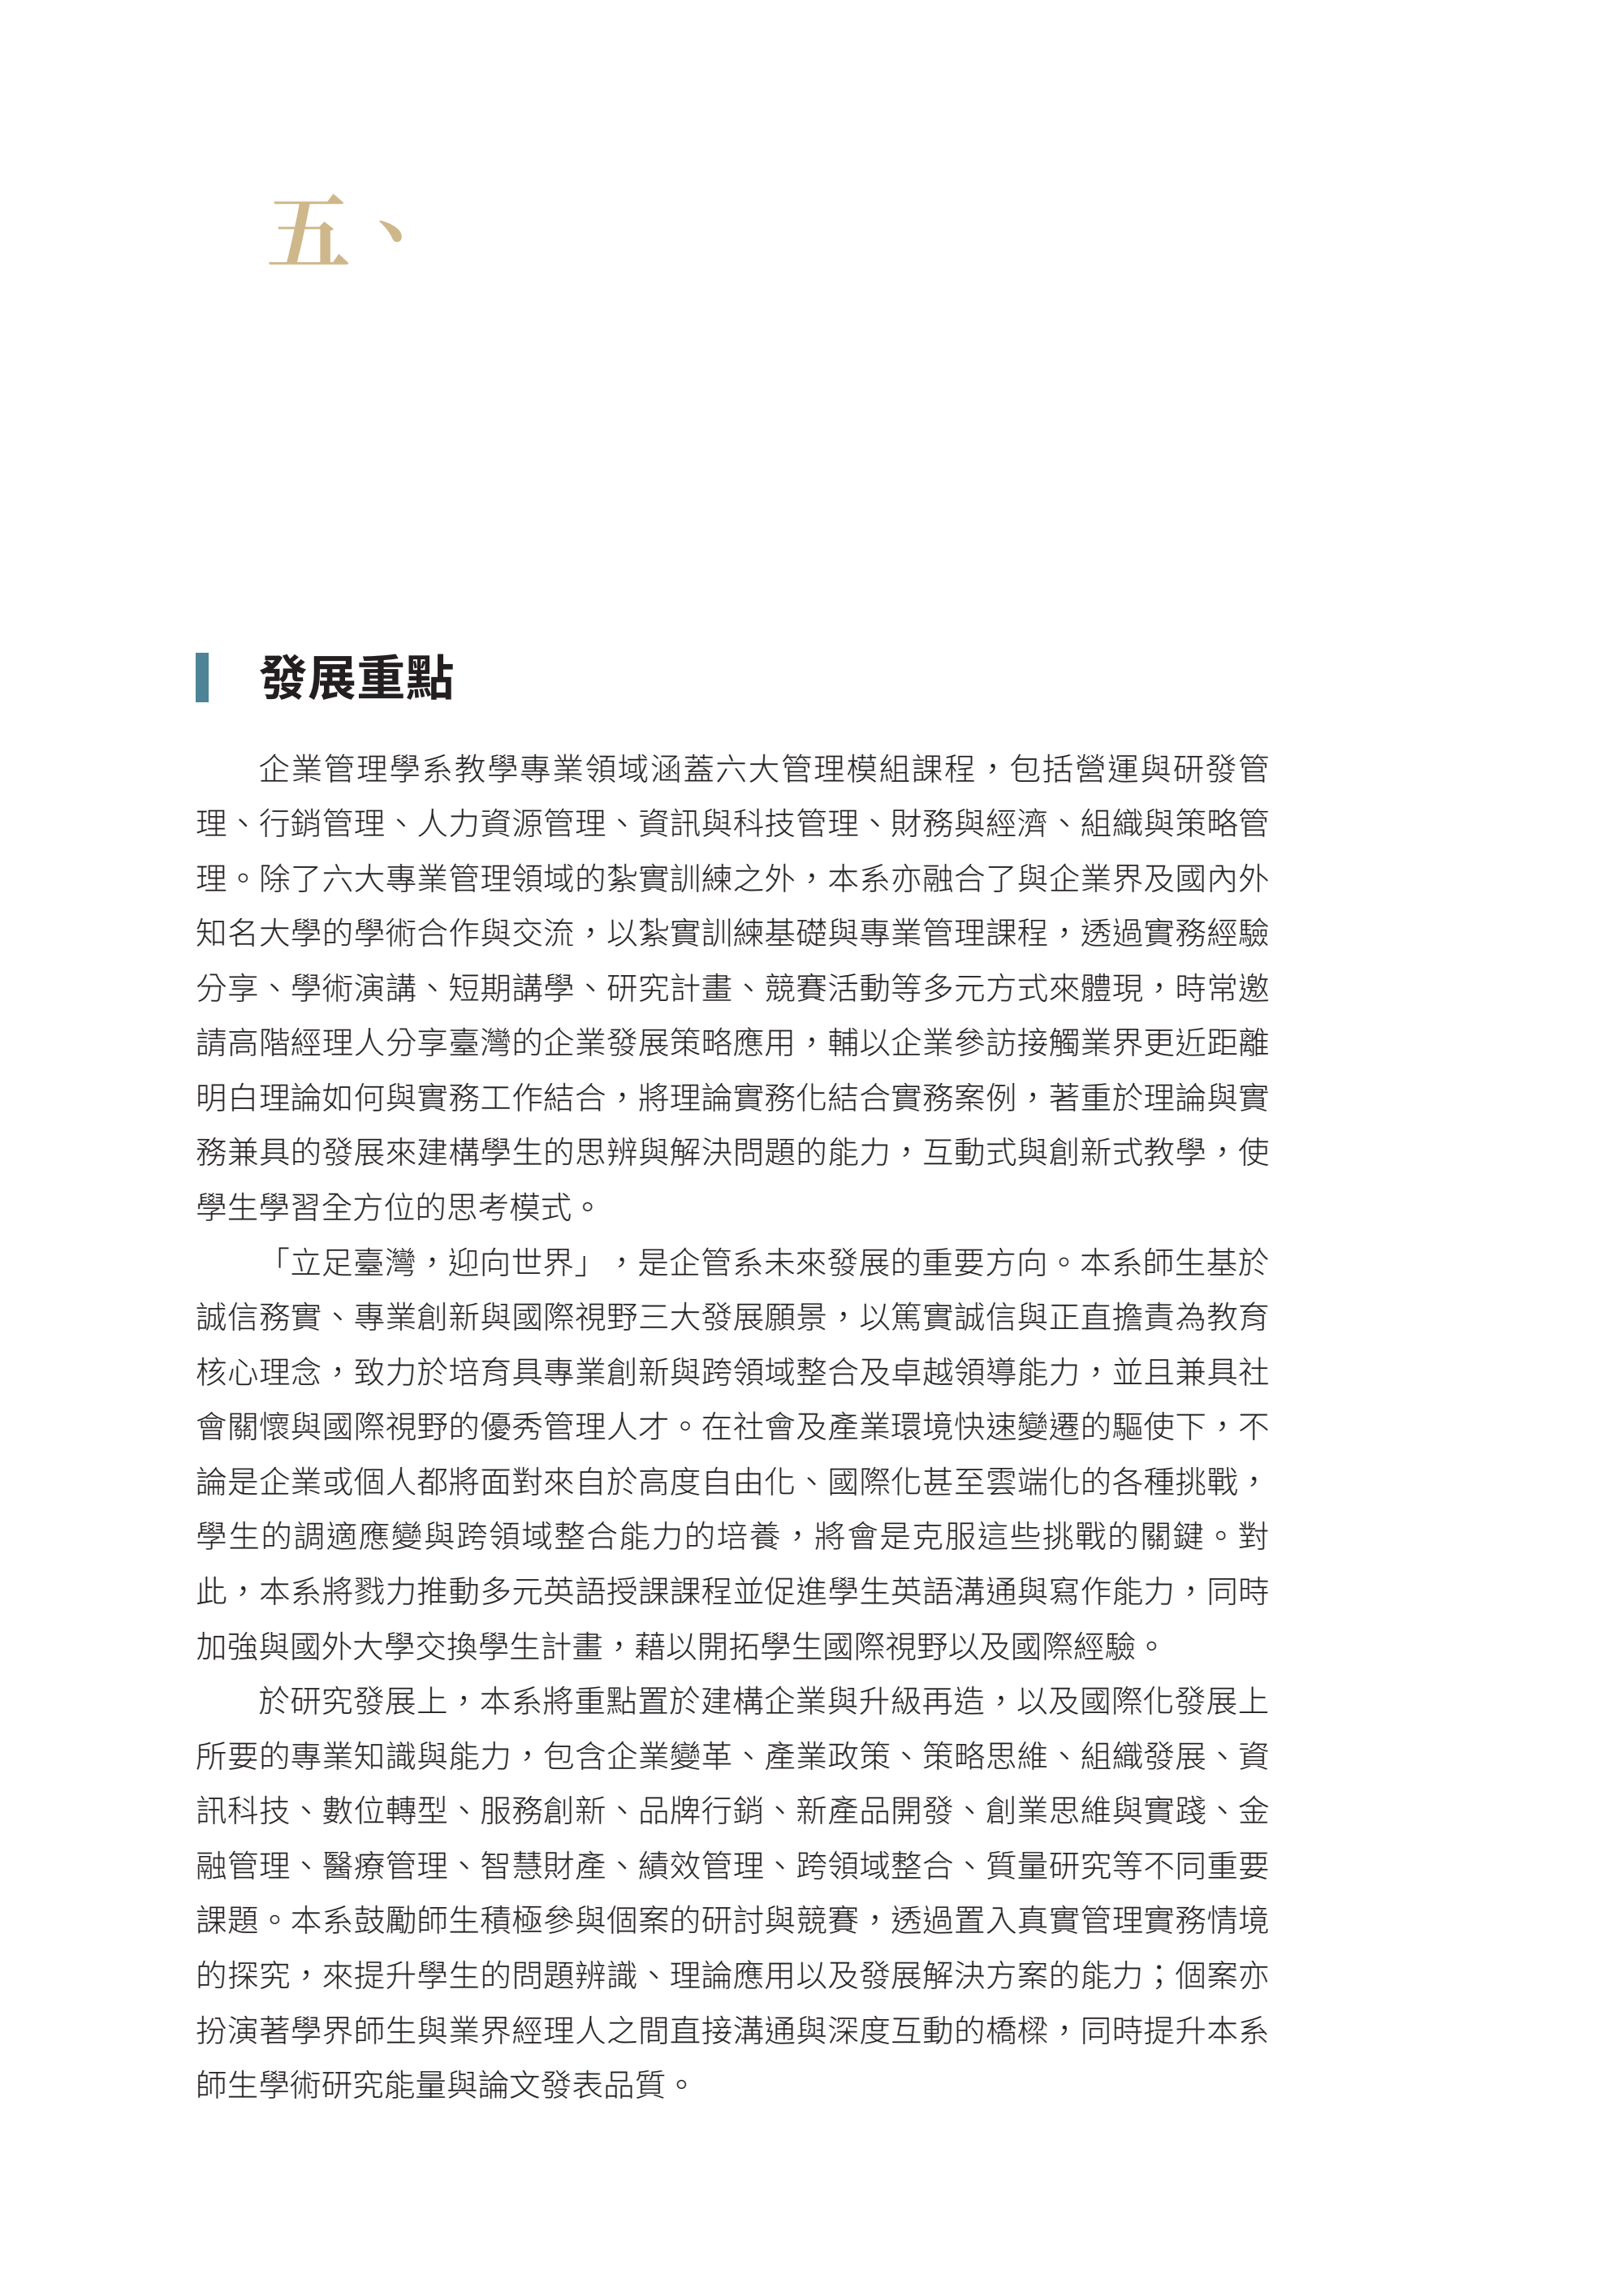 五、
發展重點
企業管理學系教學專業領域涵蓋六大管理模組課程，包括營運與研發管
理、行銷管理、人力資源管理、資訊與科技管理、財務與經濟、組織與策略管
理。除了六大專業管理領域的紮實訓練之外，本系亦融合了與企業界及國內外
知名大學的學術合作與交流，以紮實訓練基礎與專業管理課程，透過實務經驗
分享、學術演講、短期講學、研究計畫、競賽活動等多元方式來體現，時常邀
請高階經理人分享臺灣的企業發展策略應用，輔以企業參訪接觸業界更近距離
明白理論如何與實務工作結合，將理論實務化結合實務案例，著重於理論與實
務兼具的發展來建構學生的思辨與解決問題的能力，互動式與創新式教學，使
學生學習全方位的思考模式。
「立足臺灣，迎向世界」，是企管系未來發展的重要方向。本系師生基於
誠信務實、專業創新與國際視野三大發展願景，以篤實誠信與正直擔責為教育
核心理念，致力於培育具專業創新與跨領域整合及卓越領導能力，並且兼具社
會關懷與國際視野的優秀管理人才。在社會及產業環境快速變遷的驅使下，不
論是企業或個人都將面對來自於高度自由化、國際化甚至雲端化的各種挑戰，
學生的調適應變與跨領域整合能力的培養，將會是克服這些挑戰的關鍵。對
此，本系將戮力推動多元英語授課課程並促進學生英語溝通與寫作能力，同時
加強與國外大學交換學生計畫，藉以開拓學生國際視野以及國際經驗。
於研究發展上，本系將重點置於建構企業與升級再造，以及國際化發展上
所要的專業知識與能力，包含企業變革、產業政策、策略思維、組織發展、資
訊科技、數位轉型、服務創新、品牌行銷、新產品開發、創業思維與實踐、金
融管理、醫療管理、智慧財產、績效管理、跨領域整合、質量研究等不同重要
課題。本系鼓勵師生積極參與個案的研討與競賽，透過置入真實管理實務情境
的探究，來提升學生的問題辨識、理論應用以及發展解決方案的能力；個案亦
扮演著學界師生與業界經理人之間直接溝通與深度互動的橋樑，同時提升本系
師生學術研究能量與論文發表品質。